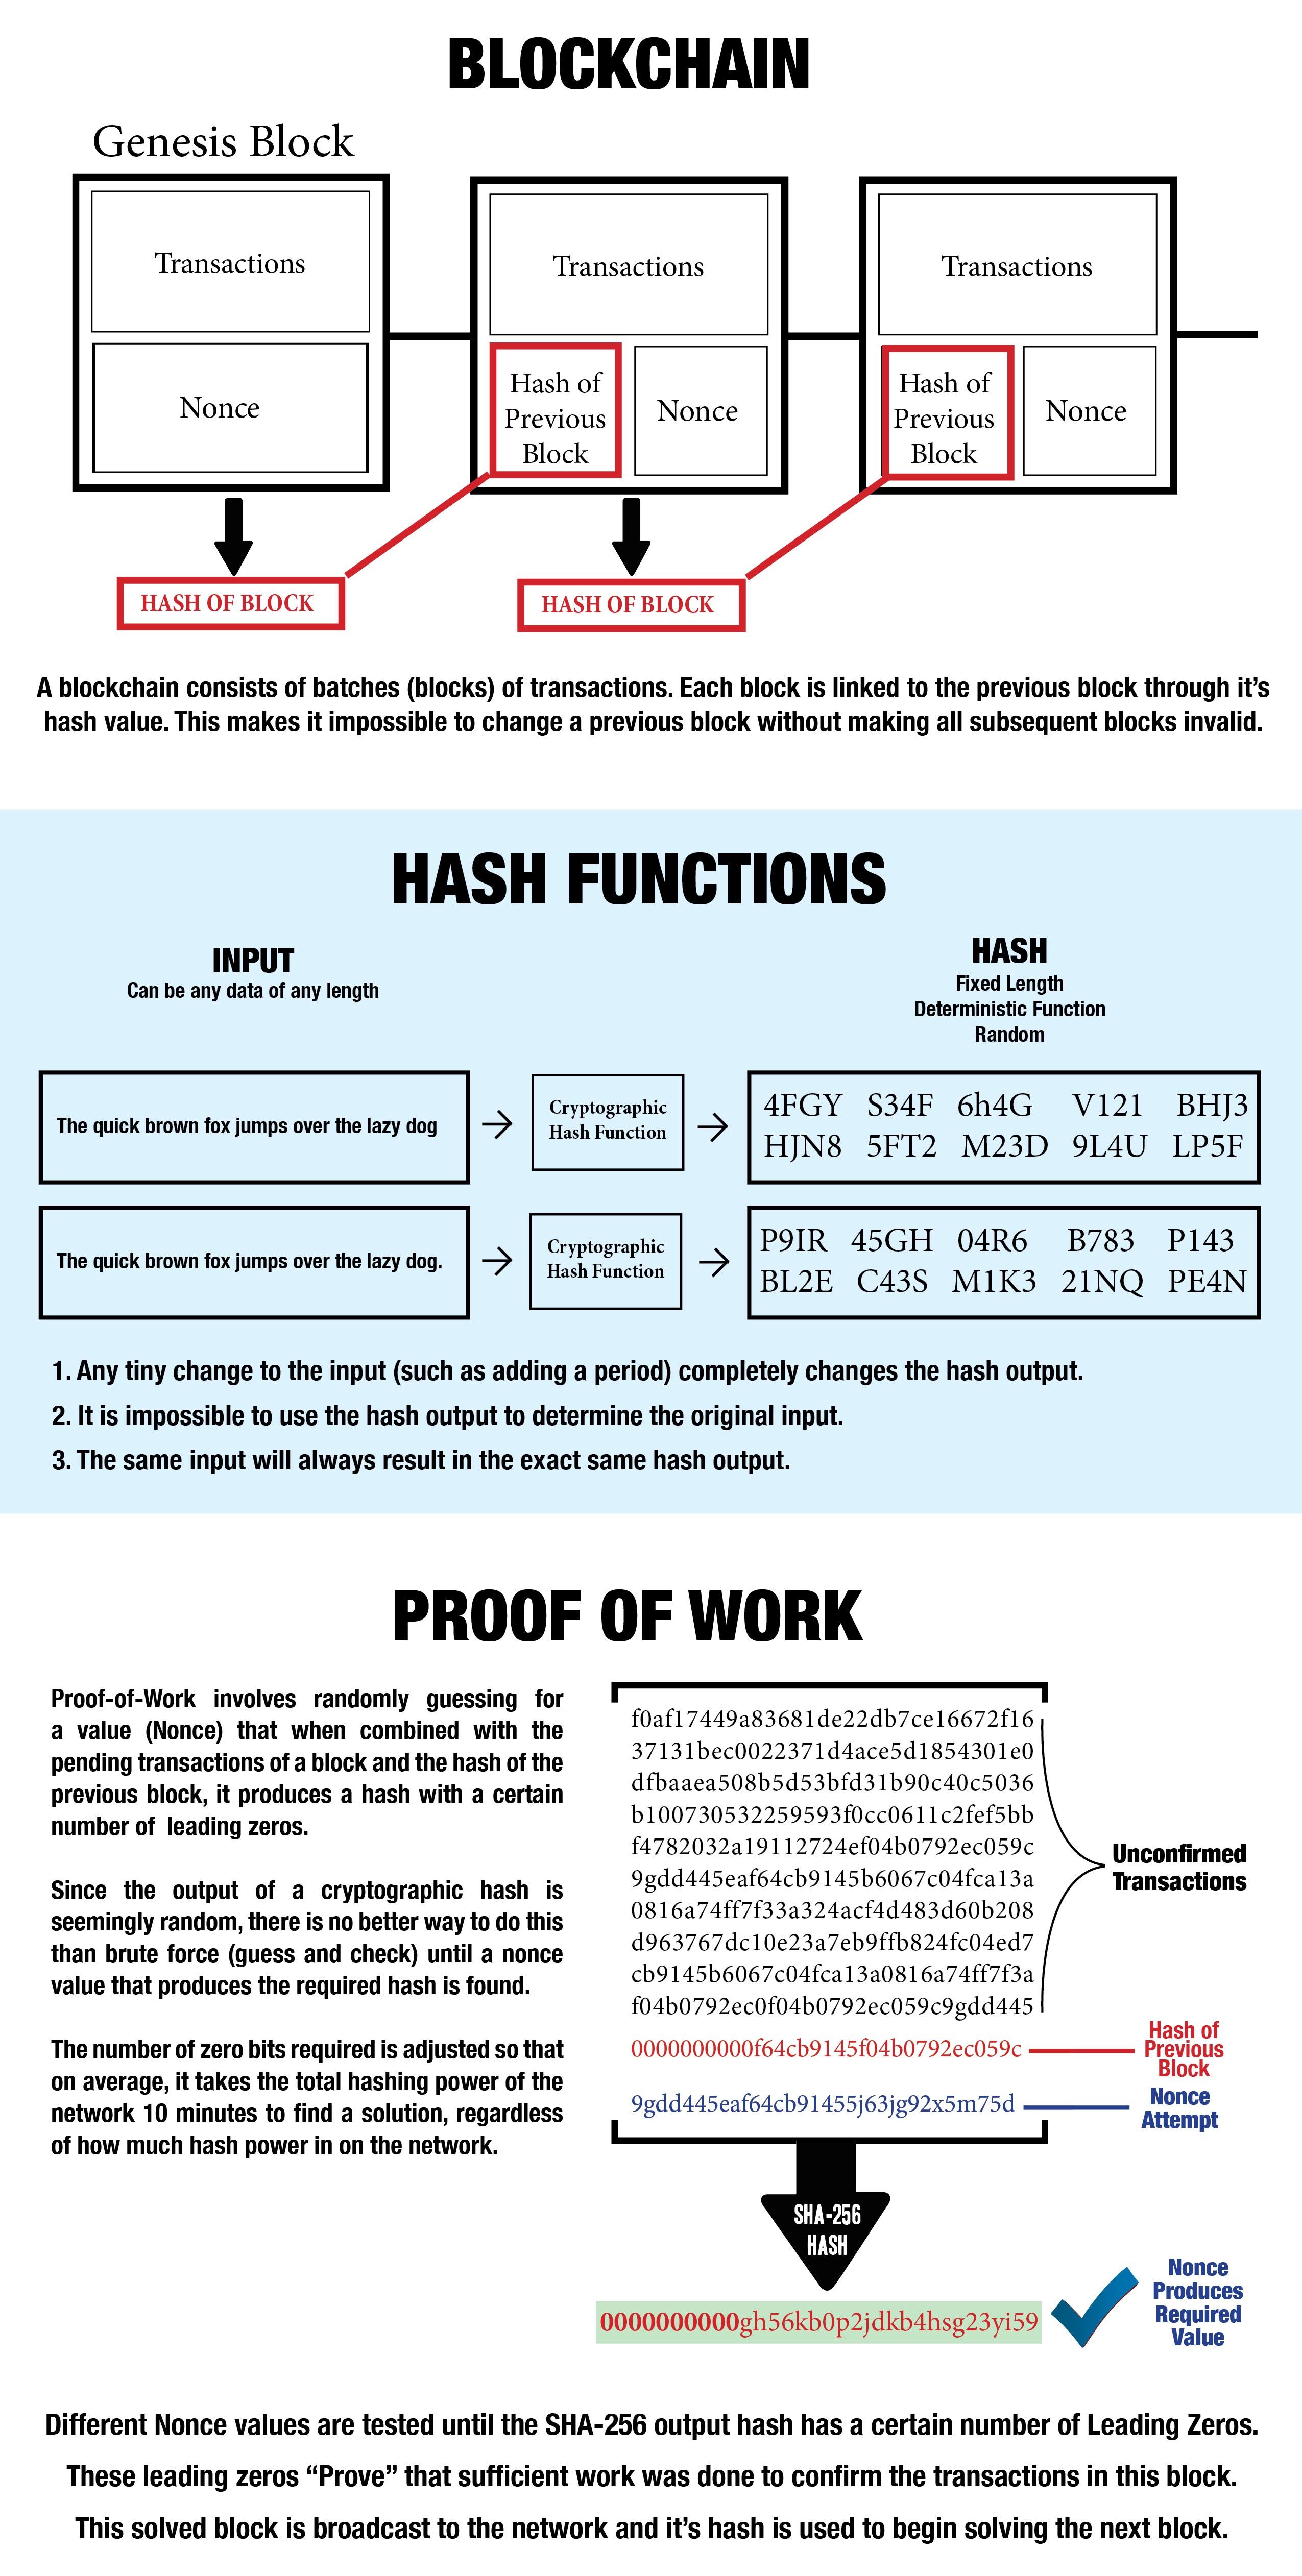 BLOCKCHAIN
Genesis Block
Transactions
Nonce
Transactions
Hash of
Previous
Block
Nonce
Transactions
Hash of
Previous
Block
Nonce
HASH OF BLOCK
HASH OF BLOCK
A blockchain consists of batches (blocks) of transactions. Each block is linked to the previous block through it’s
hash value. This makes it impossible to change a previous block without making all subsequent blocks invalid.
HASH FUNCTIONS
INPUT
Can be any data of any length
HASH
Fixed Length
Deterministic Function
Random
The quick brown fox jumps over the lazy dog
Cryptographic
Hash Function
4FGY S34F 6h4G V121 BHJ3
HJN8 5FT2 M23D 9L4U LP5F
The quick brown fox jumps over the lazy dog.
Cryptographic
Hash Function
P9IR 45GH 04R6 B783 P143
BL2E C43S M1K3 21NQ PE4N
1. Any tiny change to the input (such as adding a period) completely changes the hash output.
2. It is impossible to use the hash output to determine the original input.
3. The same input will always result in the exact same hash output.
PROOF OF WORK
Proof-of-Work involves randomly guessing for
a value (Nonce) that when combined with the
pending transactions of a block and the hash of the
previous block, it produces a hash with a certain
number of leading zeros.
Since the output of a cryptographic hash is
seemingly random, there is no better way to do this
than brute force (guess and check) until a nonce
value that produces the required hash is found.
The number of zero bits required is adjusted so that
on average, it takes the total hashing power of the
network 10 minutes to find a solution, regardless
of how much hash power in on the network.
f0af17449a83681de22db7ce16672f16
37131bec0022371d4ace5d1854301e0
dfbaaea508b5d53bfd31b90c40c5036
b100730532259593f0cc0611c2fef5bb
f4782032a19112724ef04b0792ec059c
9gdd445eaf64cb9145b6067c04fca13a
0816a74ff7f33a324acf4d483d60b208
d963767dc10e23a7eb9ffb824fc04ed7
cb9145b6067c04fca13a0816a74ff7f3a
f04b0792ec0f04b0792ec059c9gdd445
Unconfirmed
Transactions
0000000000f64cb9145f04b0792ec059c
Hash of
Previous
Block
9gdd445eaf64cb91455j63jg92x5m75d
Nonce
Attempt
SHA-256
HASH
0000000000gh56kb0p2jdkb4hsg23yi59
Nonce
Produces
Required
Value
Different Nonce values are tested until the SHA-256 output hash has a certain number of Leading Zeros.
These leading zeros “Prove” that sufficient work was done to confirm the transactions in this block.
This solved block is broadcast to the network and it’s hash is used to begin solving the next block.